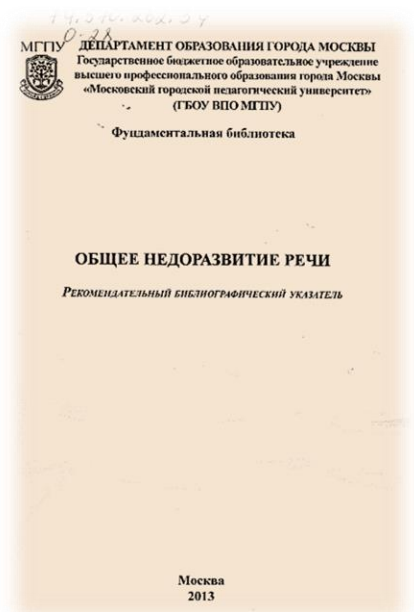 О-28
МГПУ
ДЕПАРТАМЕНТ ОБРАЗОВАНИЯ ГОРОДА МОСКВЫ
Государственное бюджетное образовательное учреждение
высшего профессионального образования города Москвы
«Московский городской педагогический университет»
(ГБОУ ВПО МГПУ)
Фундаментальная библиотека
ОБЩЕЕ НЕДОРАЗВИТИЕ РЕЧИ
РЕКОМЕНДАТЕЛЬНЫЙ БИБЛИОГРАФИЧЕСКИЙ УКАЗАТЕЛЬ
Москва
2013